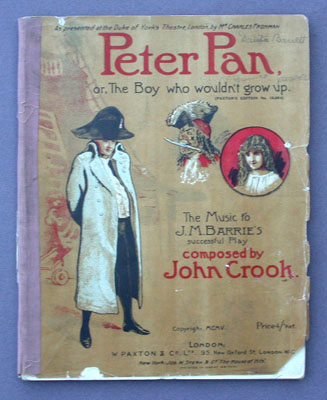 As presented at the Duke of York's Theatre, London, by Mr Charles Frohman
Peter Pan,
or, The Boy who wouldn't grow up.
The Music to
J.M. BARRIE'S
successful Play
composed by
John Crook.
Copyright, MCMV.
Price 4/- net
LONDON:
W. PAXTON & Co., Ltd 95 New Oxford St. London W.C.